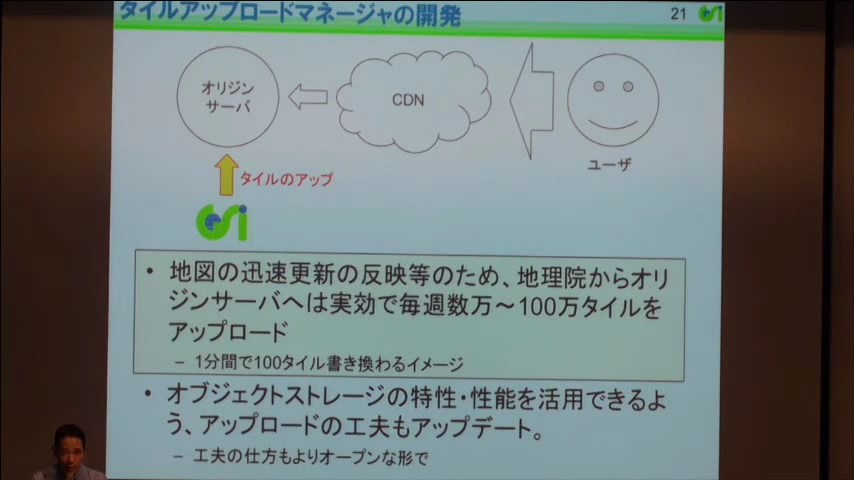 タイルアップロードマネージャの開発
21
GSi
オリジン
サーバ
CDN
ユーザ
タイルのアップ
GSi
• 地図の迅速更新の反映等のため、地理院からオリ
ジンサーバへは実効で毎週数万～100万タイルを
アップロード
– 1分間で100タイル書き換わるイメージ
• オブジェクトストレージの特性・性能を活用できるよ
う、アップロードの工夫もアップデート。
– 工夫の仕方もよりオープンな形で